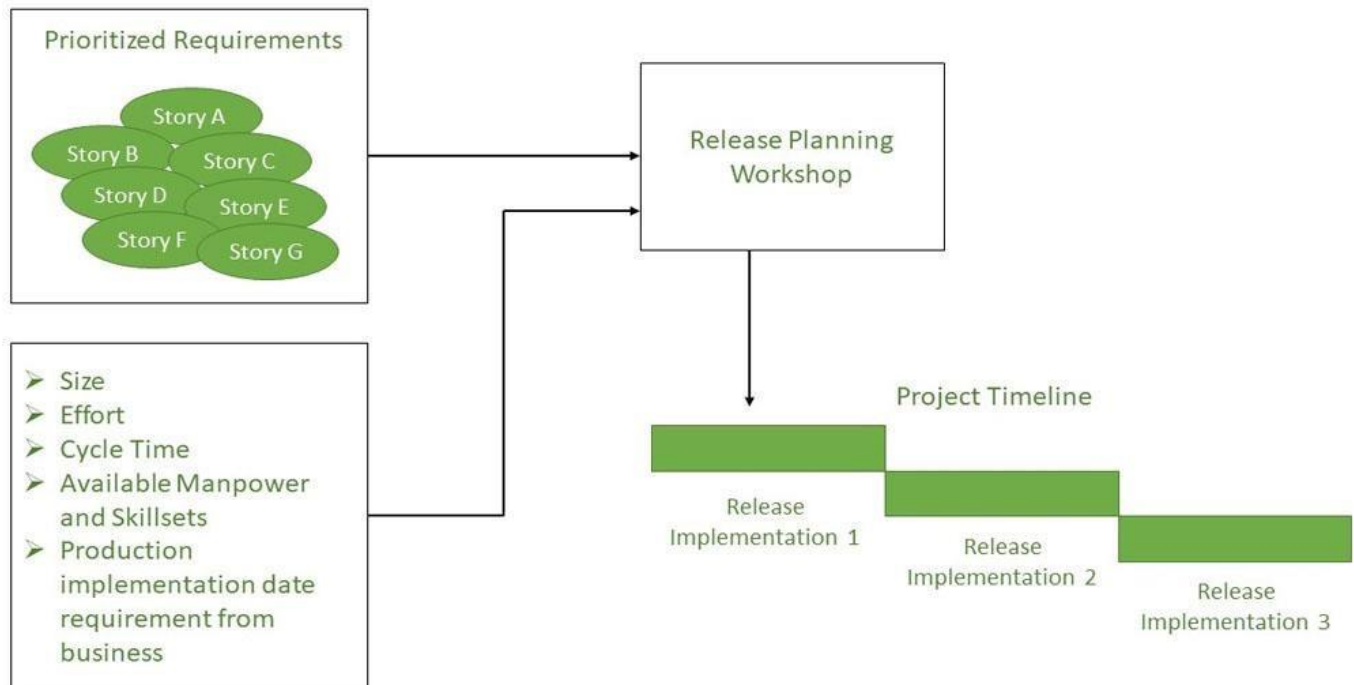 Prioritized Requirements
Story A
Story B
Story C
Story D
Story E
Story F
Story G
Release Planning
Workshop
Size
Effort
Cycle Time
Available Manpower
and Skillsets
Production
implementation date
requirement from
business
Project Timeline
Release
Implementation 1
Release
Implementation 2
Release
Implementation 3